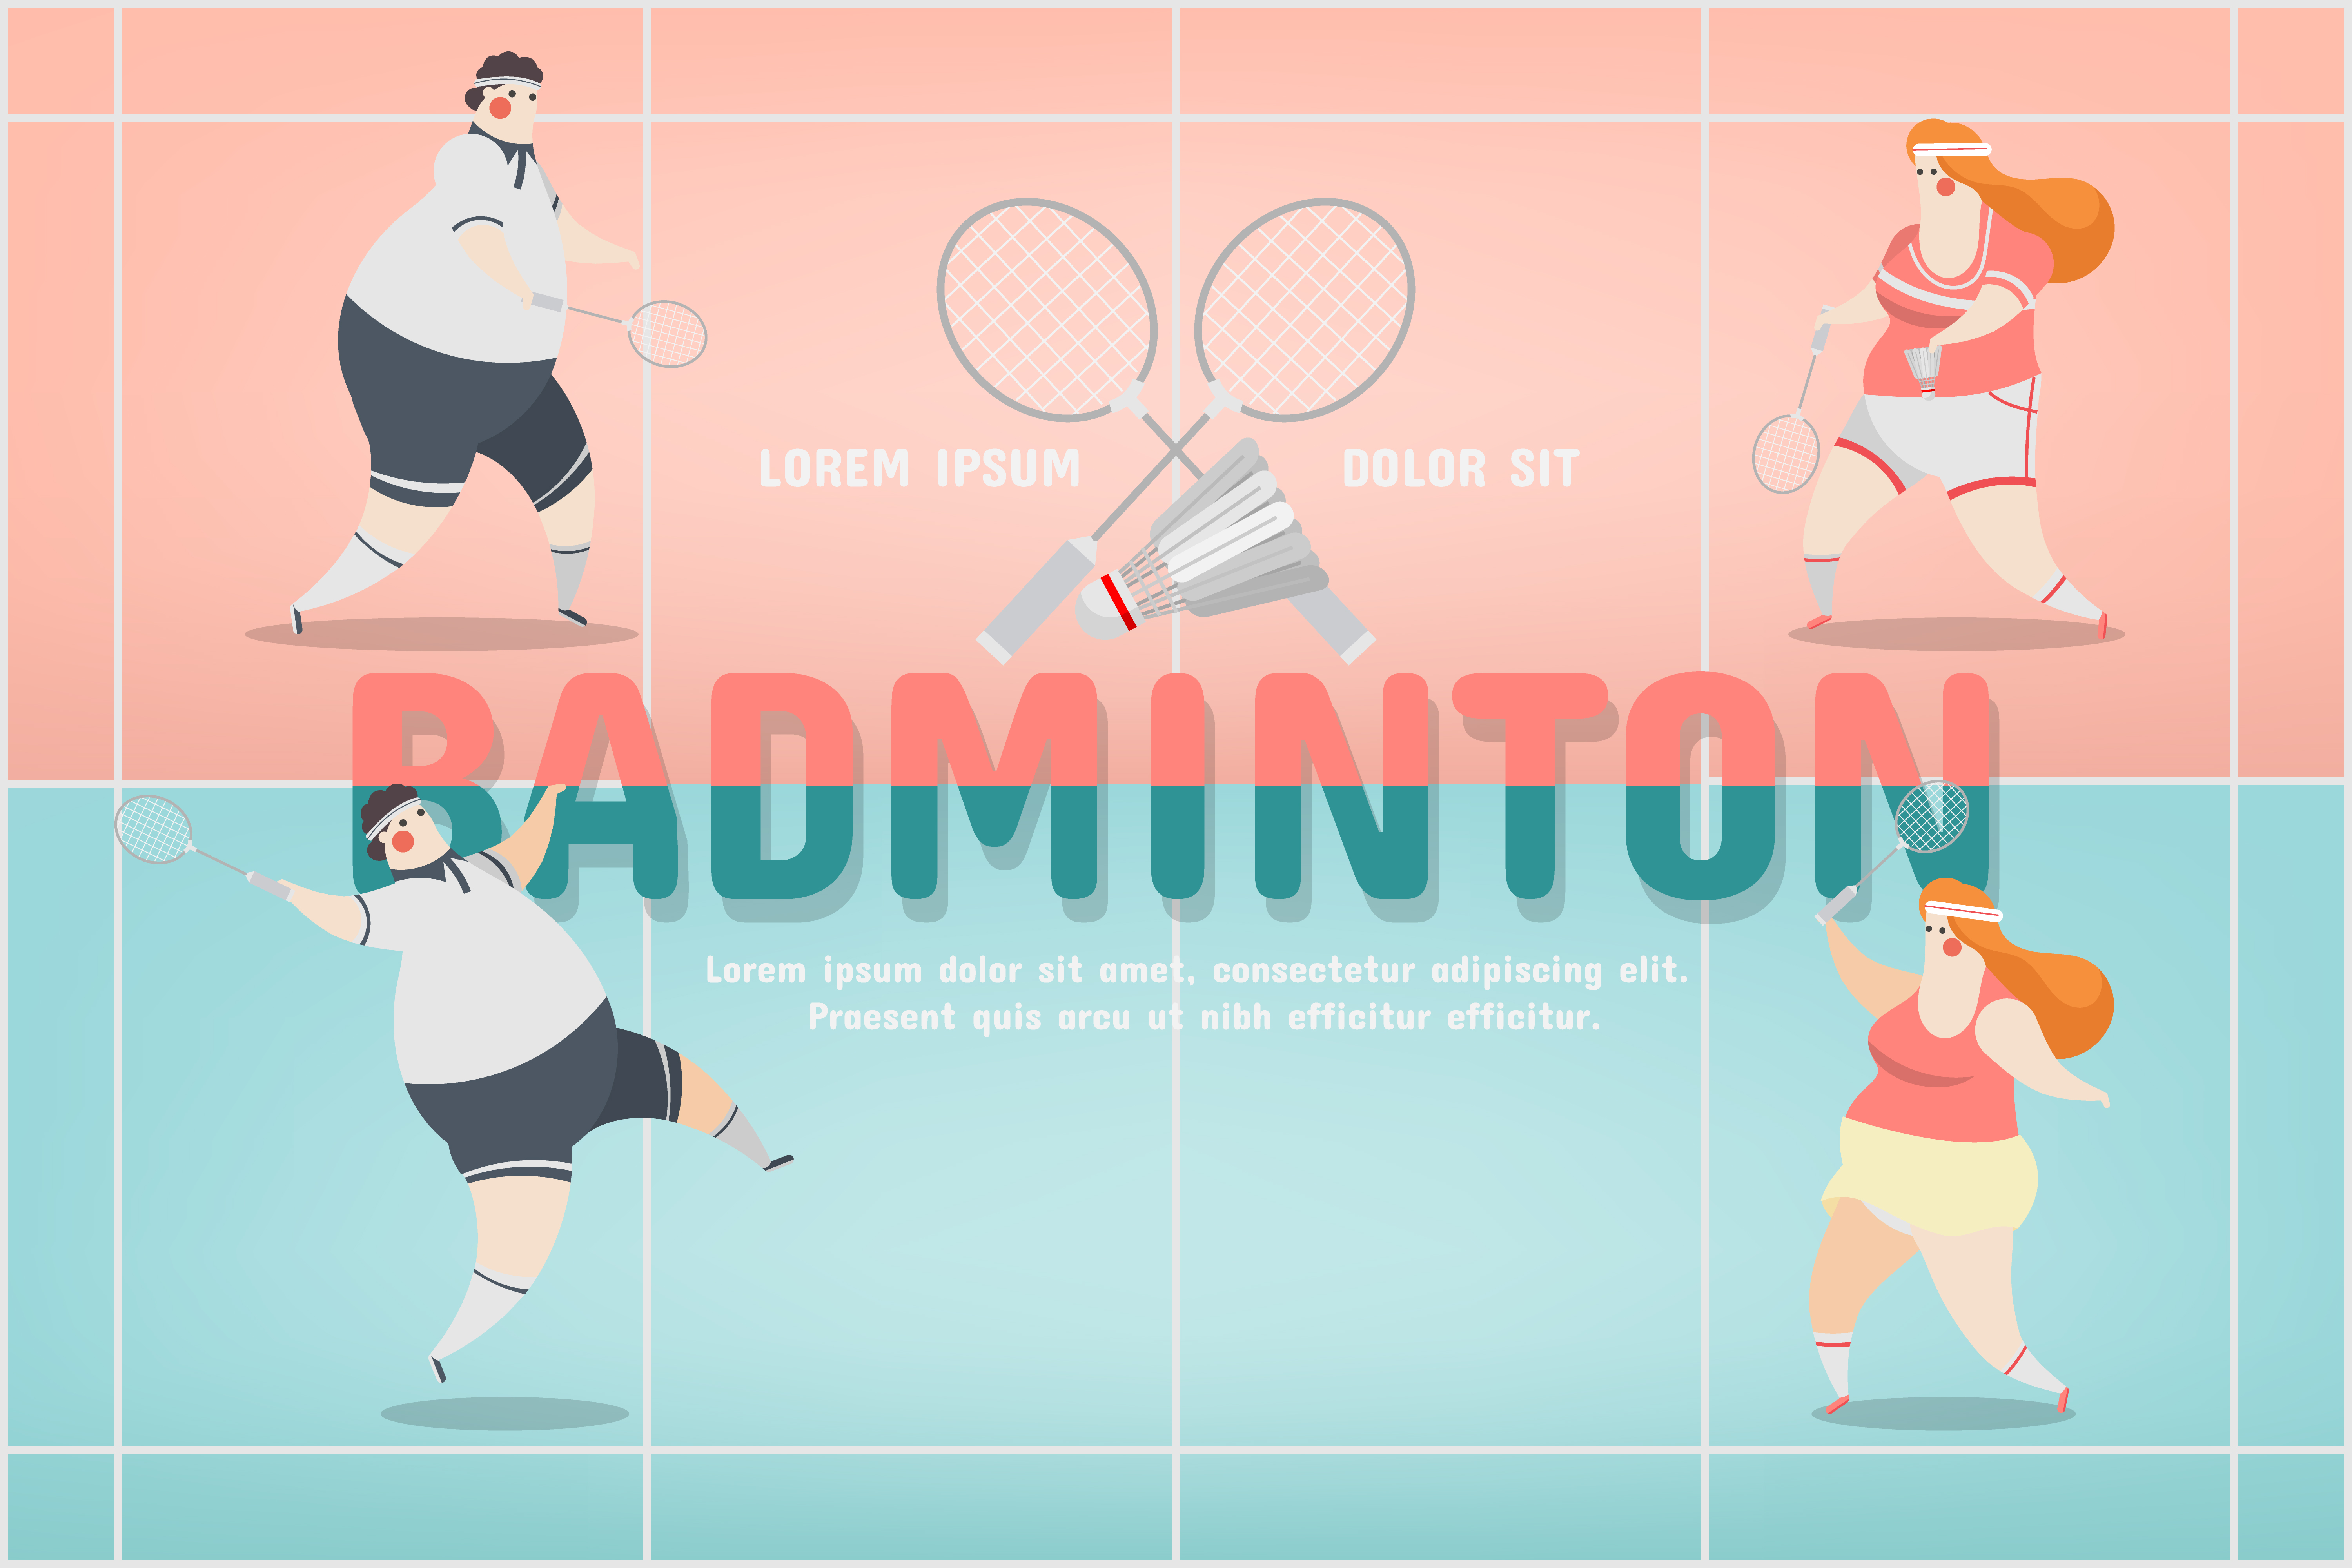 LOREM IPSUM DOLOR SIT
BADMINTON
Lorem ipsum dolor sit amet, consectetur adipiscing elit.
Praesent quis arcu ut nibh efficitur efficitur.